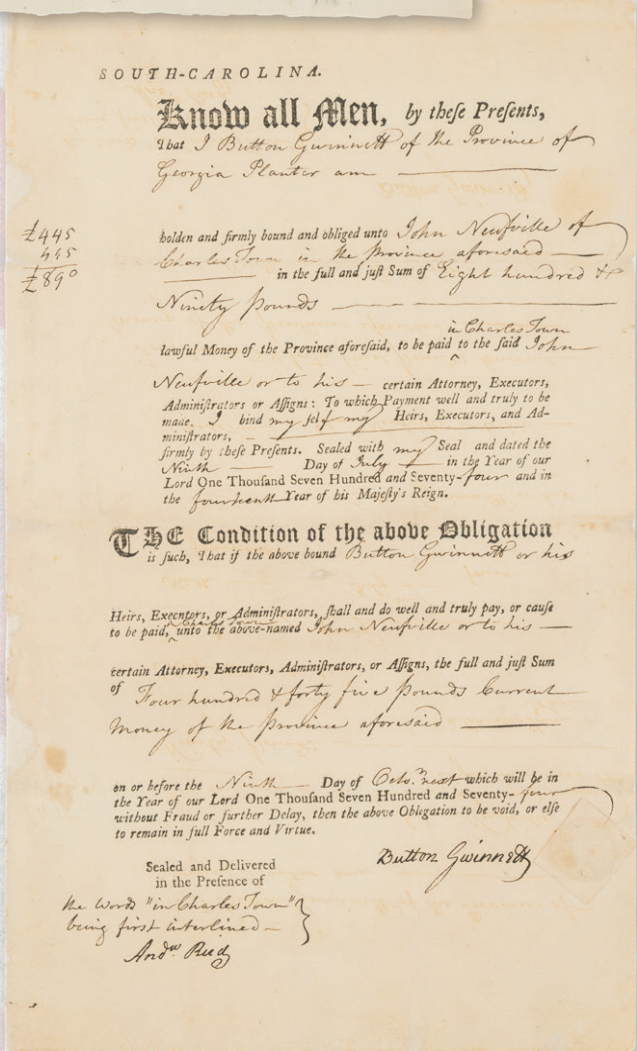 SOUTH-CAROLINA.
Know all Men, by these Presents,
That I Button Gwinnett of the Province of
Georgia Planter am
£445
445
£890
holden and firmly bound and obliged unto John Neufville of
Charles Town in the Province aforesaid
in the full and just Sum of Eight hundred &
Ninety Pounds
in Charles Town
lawful Money of the Province aforesaid, to be paid ^ to the said John
Neufville or to his certain Attorney, Executors,
Administrators or Assigns: To which Payment well and truly to be
made, I bind my self my Heirs, Executors, and Ad-
ministrators,
firmly by these Presents. Sealed with my Seal and dated the
Ninth Day of July in the Year of our
Lord One Thousand Seven Hundred and Seventy-four and in
the fourteenth Year of his Majesty's Reign.
THE Condition of the above Obligation
is such, That if the above bound Button Gwinnett or his
Heirs, Executors, or Administrators, shall and do well and truly pay, or cause
in Charles Town
to be paid, ^ unto the above-named John Neufville or to his
certain Attorney, Executors, Administrators, or Assigns, the full and just Sum
of Four hundred & forty five Pounds Current
Money of the Province aforesaid
on or before the Ninth Day of Octo.r next which will be in
the Year of our Lord One Thousand Seven Hundred and Seventy-four
without Fraud or further Delay, then the above Obligation to be void, or else
to remain in full Force and Virtue.
Button Gwinnett
Sealed and Delivered
in the Presence of
the Words "in Charles Town"
being first interlined
And.w Reid